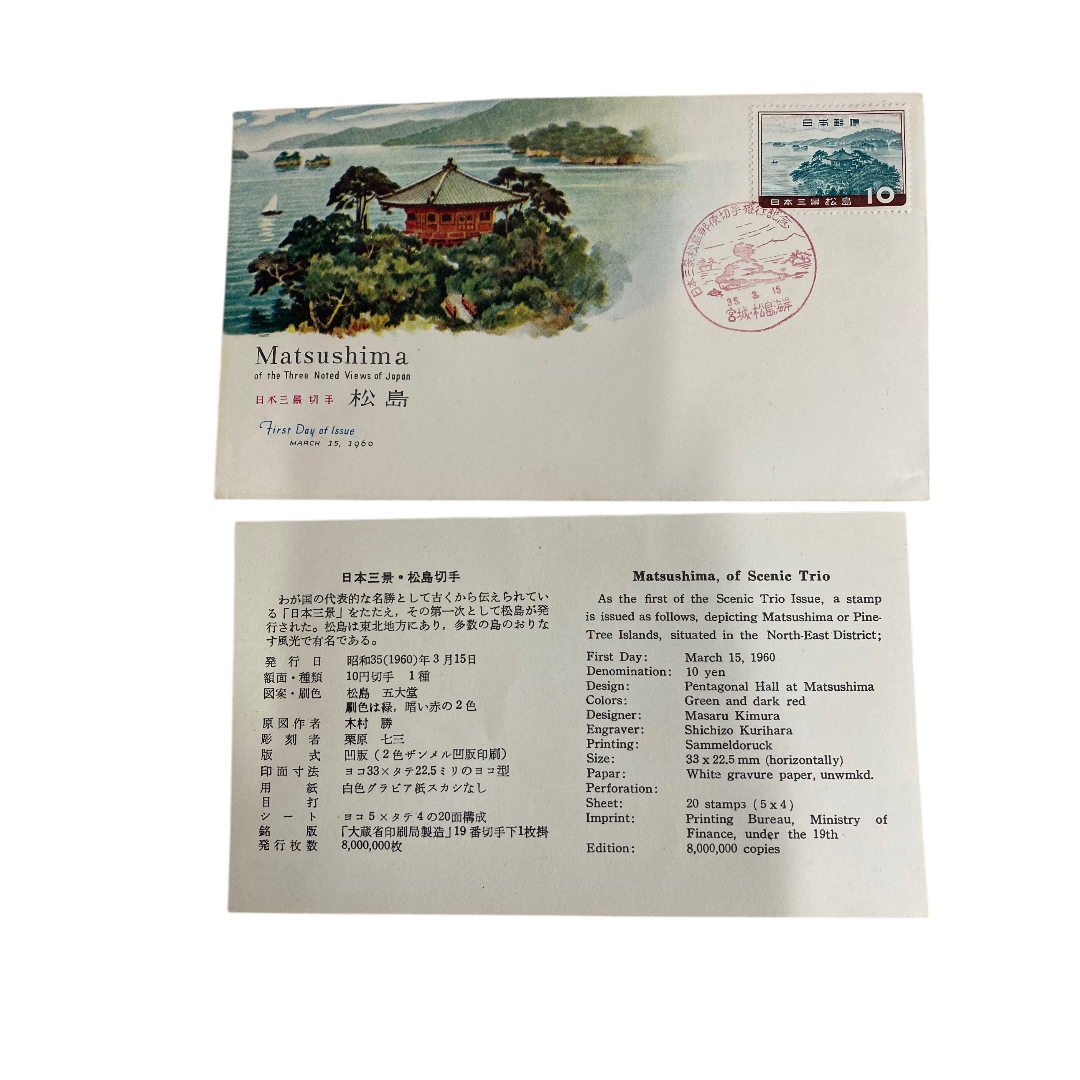 日本郵便
日本三景 松島 10
日本三景松島郵便切手発行記念
35. 3. 15
宮城・松島海岸
Matsushima
of the Three Noted Views of Japan
日本三景切手 松島
First Day of Issue
MARCH 15, 1960
日本三景・松島切手
わが国の代表的な名勝として古くから伝えられてい
る「日本三景」をたたえ，その第一次として松島が発
行された。松島は東北地方にあり，多数の島のおりな
す風光で有名である。
発行日 昭和35(1960)年3月15日
額面・種類 10円切手 1種
図案・刷色 松島 五大堂
刷色は緑，暗い赤の2色
原図作者 木村 勝
彫刻者 栗原 七三
版式 凹版（2色ザンメル凹版印刷）
印面寸法 ヨコ33×タテ22.5ミリのヨコ型
用紙 白色グラビア紙スカシなし
目打
シート ヨコ5×タテ4の20面構成
銘版 「大蔵省印刷局製造」19番切手下1枚掛
発行枚数 8,000,000枚
Matsushima, of Scenic Trio
As the first of the Scenic Trio Issue, a stamp
is issued as follows, depicting Matsushima or Pine-
Tree Islands, situated in the North-East District;
First Day: March 15, 1960
Denomination: 10 yen
Design: Pentagonal Hall at Matsushima
Colors: Green and dark red
Designer: Masaru Kimura
Engraver: Shichizo Kurihara
Printing: Sammeldoruck
Size: 33 x 22.5 mm (horizontally)
Papar: White gravure paper, unwmkd.
Perforation:
Sheet: 20 stamps (5 x 4)
Imprint: Printing Bureau, Ministry of
Finance, under the 19th
Edition: 8,000,000 copies